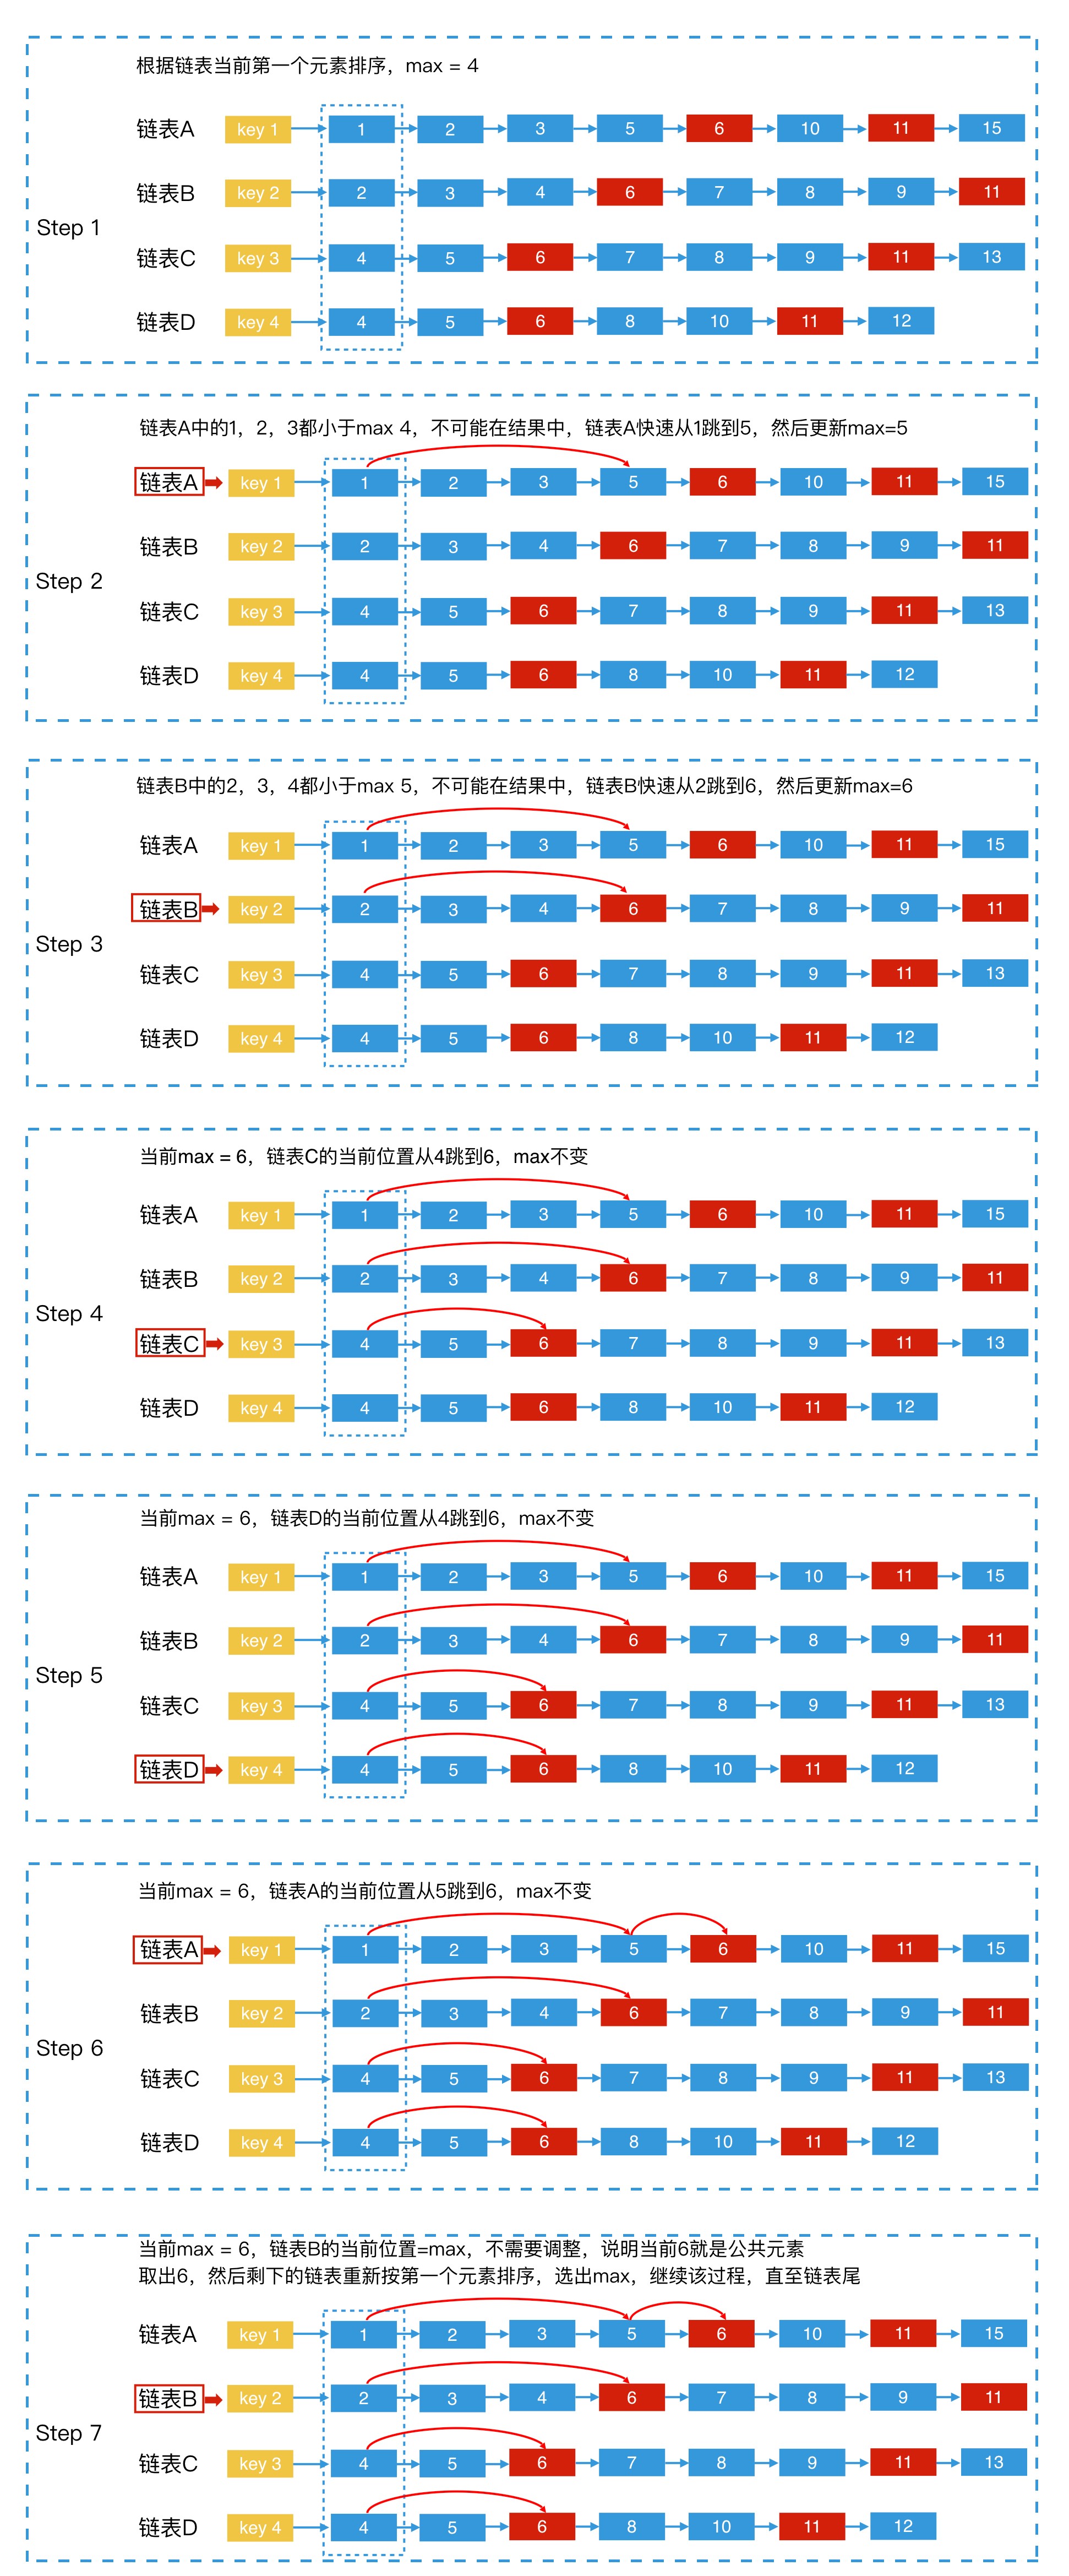 根据链表当前第一个元素排序，max = 4
链表A key 1 1 2 3 5 6 10 11 15
链表B key 2 2 3 4 6 7 8 9 11
Step 1
链表C key 3 4 5 6 7 8 9 11 13
链表D key 4 4 5 6 8 10 11 12
链表A中的1，2，3都小于max 4，不可能在结果中，链表A快速从1跳到5，然后更新max=5
链表A key 1 1 2 3 5 6 10 11 15
链表B key 2 2 3 4 6 7 8 9 11
Step 2
链表C key 3 4 5 6 7 8 9 11 13
链表D key 4 4 5 6 8 10 11 12
链表B中的2，3，4都小于max 5，不可能在结果中，链表B快速从2跳到6，然后更新max=6
链表A key 1 1 2 3 5 6 10 11 15
链表B key 2 2 3 4 6 7 8 9 11
Step 3
链表C key 3 4 5 6 7 8 9 11 13
链表D key 4 4 5 6 8 10 11 12
当前max = 6，链表C的当前位置从4跳到6，max不变
链表A key 1 1 2 3 5 6 10 11 15
链表B key 2 2 3 4 6 7 8 9 11
Step 4
链表C key 3 4 5 6 7 8 9 11 13
链表D key 4 4 5 6 8 10 11 12
当前max = 6，链表D的当前位置从4跳到6，max不变
链表A key 1 1 2 3 5 6 10 11 15
链表B key 2 2 3 4 6 7 8 9 11
Step 5
链表C key 3 4 5 6 7 8 9 11 13
链表D key 4 4 5 6 8 10 11 12
当前max = 6，链表A的当前位置从5跳到6，max不变
链表A key 1 1 2 3 5 6 10 11 15
链表B key 2 2 3 4 6 7 8 9 11
Step 6
链表C key 3 4 5 6 7 8 9 11 13
链表D key 4 4 5 6 8 10 11 12
当前max = 6，链表B的当前位置=max，不需要调整，说明当前6就是公共元素
取出6，然后剩下的链表重新按第一个元素排序，选出max，继续该过程，直至链表尾
链表A key 1 1 2 3 5 6 10 11 15
链表B key 2 2 3 4 6 7 8 9 11
Step 7
链表C key 3 4 5 6 7 8 9 11 13
链表D key 4 4 5 6 8 10 11 12